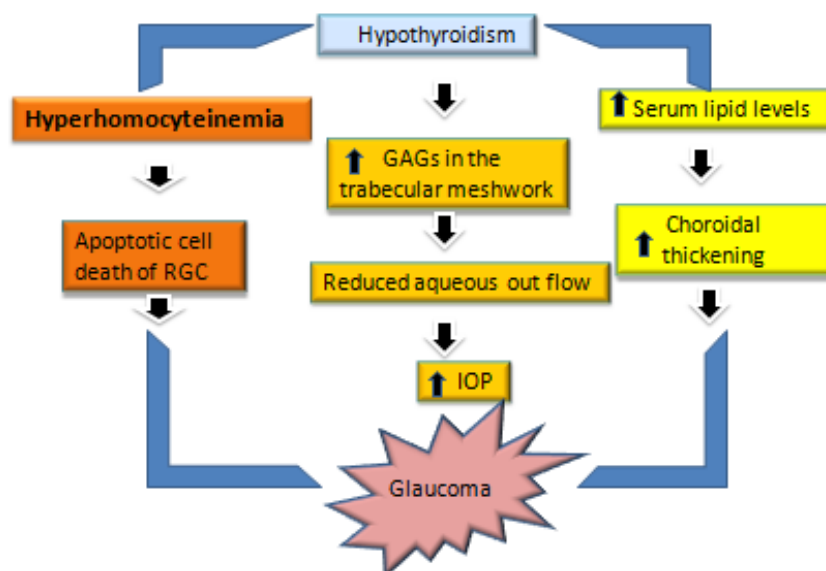 Hypothyroidism
Hyperhomocyteinemia
Serum lipid levels
GAGs in the
trabecular meshwork
Apoptotic cell
death of RGC
Choroidal
thickening
Reduced aqueous out flow
IOP
Glaucoma